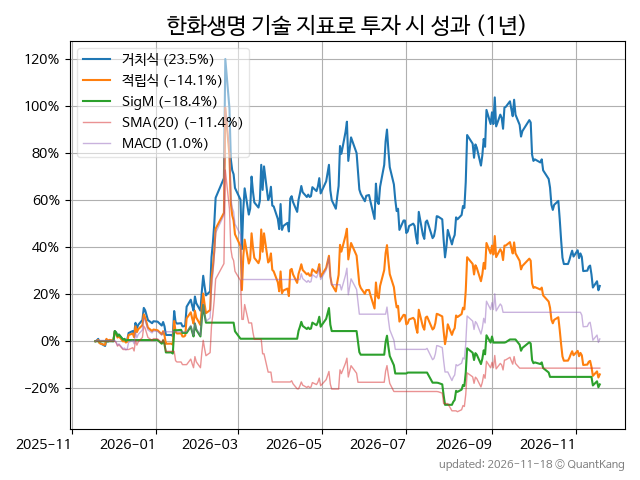 한화생명 기술 지표로 투자 시 성과 (1년)
거치식 (23.5%)
적립식 (−14.1%)
SigM (−18.4%)
SMA(20) (−11.4%)
MACD (1.0%)
120%
100%
80%
60%
40%
20%
0%
−20%
2025-11 2026-01 2026-03 2026-05 2026-07 2026-09 2026-11
updated: 2026-11-18 © QuantKang